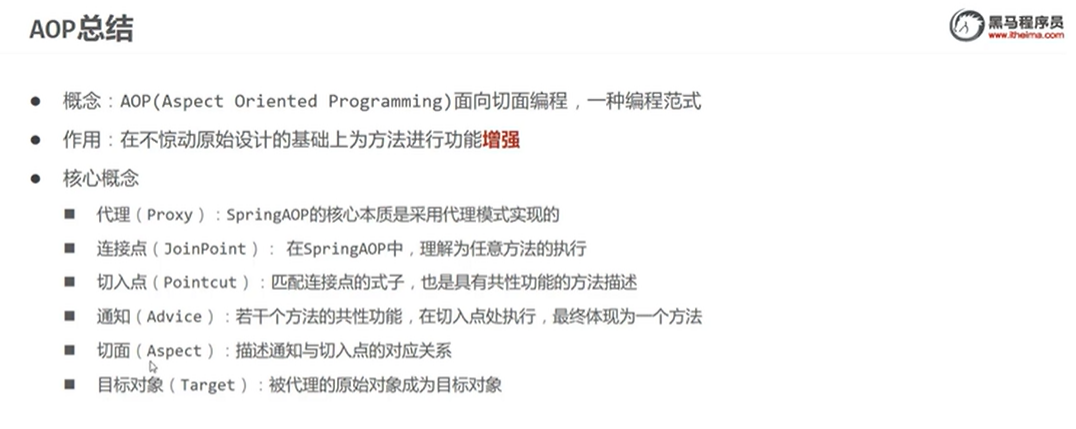 AOP总结
黑马程序员
www.itheima.com
● 概念：AOP(Aspect Oriented Programming)面向切面编程，一种编程范式
● 作用：在不惊动原始设计的基础上为方法进行功能增强
● 核心概念
■ 代理（Proxy）：SpringAOP的核心本质是采用代理模式实现的
■ 连接点（JoinPoint）： 在SpringAOP中，理解为任意方法的执行
■ 切入点（Pointcut）：匹配连接点的式子，也是具有共性功能的方法描述
■ 通知（Advice）：若干个方法的共性功能，在切入点处执行，最终体现为一个方法
■ 切面（Aspect）：描述通知与切入点的对应关系
■ 目标对象（Target）：被代理的原始对象成为目标对象